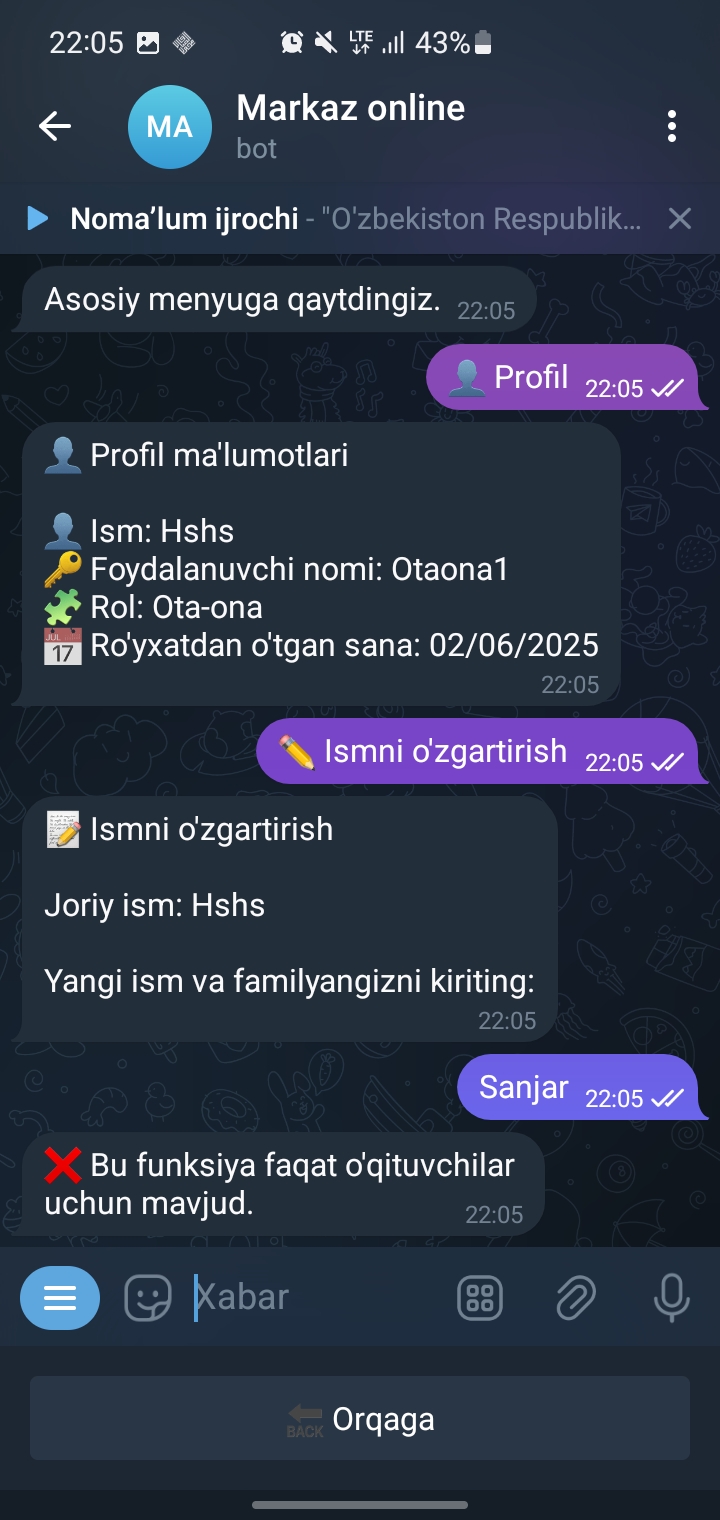 22:05
LTE
43%
MA
Markaz online
bot
Noma’lum ijrochi - "O'zbekiston Respublik...
Asosiy menyuga qaytdingiz. 22:05
👤 Profil 22:05
👤 Profil ma'lumotlari
👤 Ism: Hshs
🔑 Foydalanuvchi nomi: Otaona1
🧩 Rol: Ota-ona
📅 Ro'yxatdan o'tgan sana: 02/06/2025
22:05
✏️ Ismni o'zgartirish 22:05
📝 Ismni o'zgartirish
Joriy ism: Hshs
Yangi ism va familyangizni kiriting:
22:05
Sanjar 22:05
❌ Bu funksiya faqat o'qituvchilar
uchun mavjud. 22:05
Xabar
🔙 Orqaga